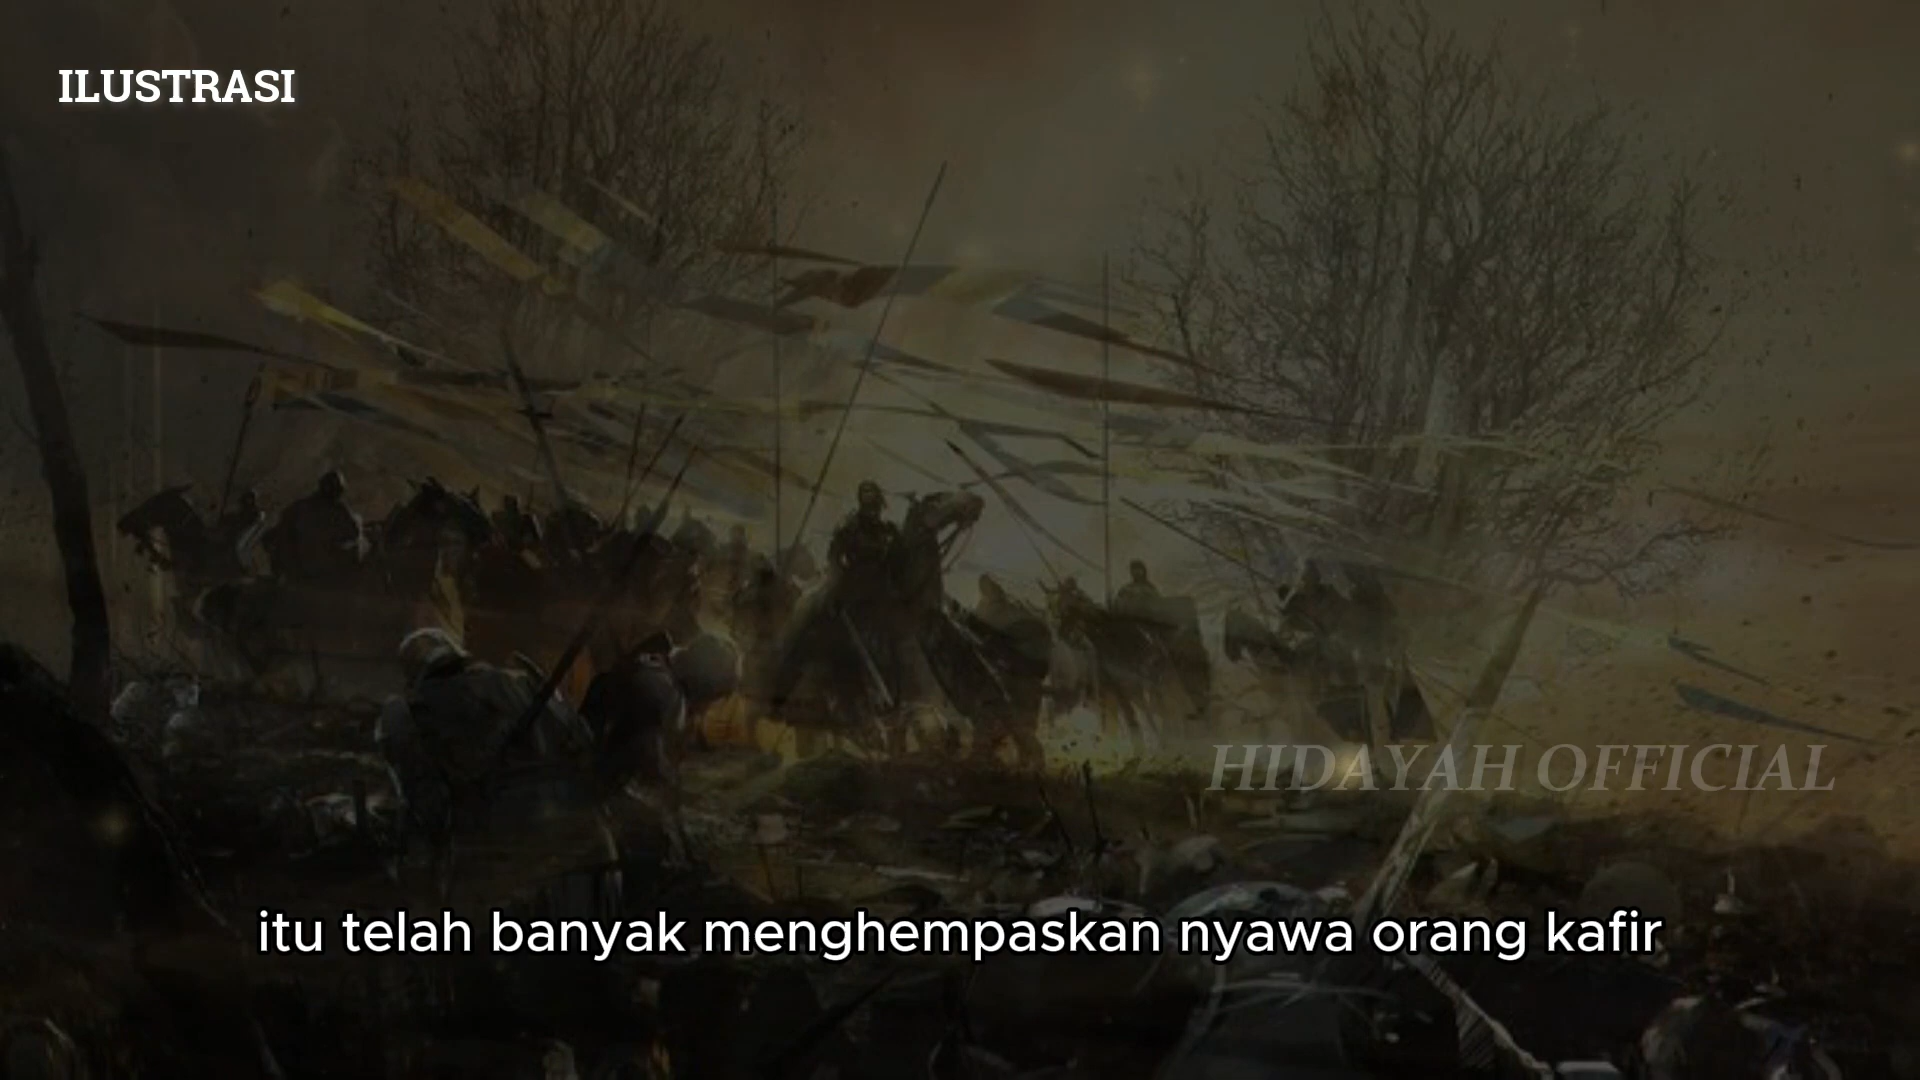 ILUSTRASI
HIDAYAH OFFICIAL
itu telah banyak menghempaskan nyawa orang kafir